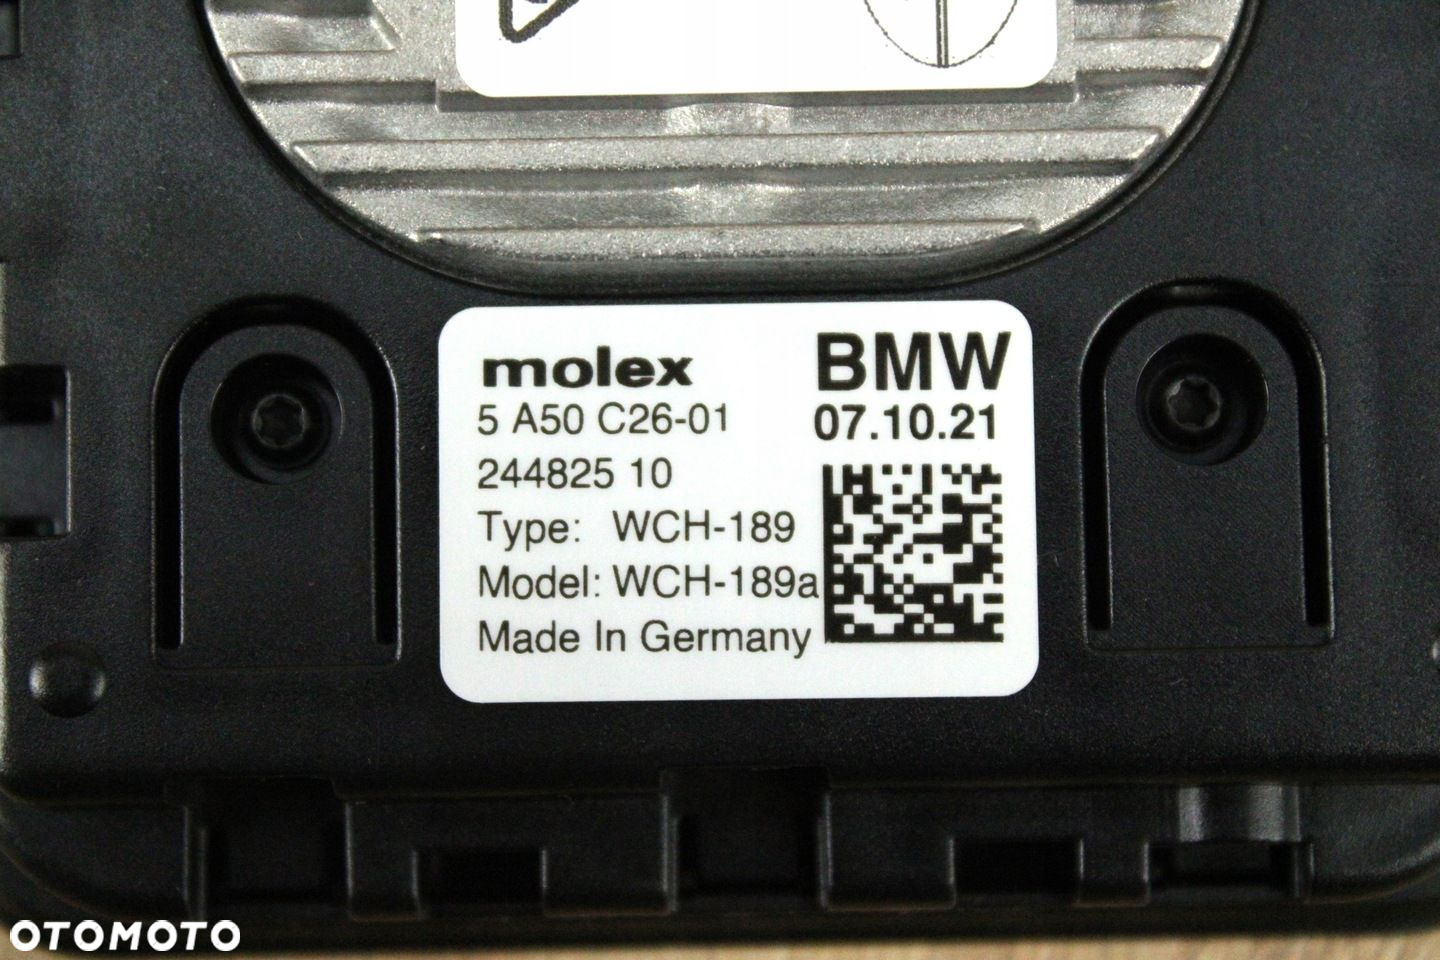 molex
BMW
5 A50 C26-01
07.10.21
244825 10
Type: WCH-189
Model: WCH-189a
Made In Germany
OTOMOTO